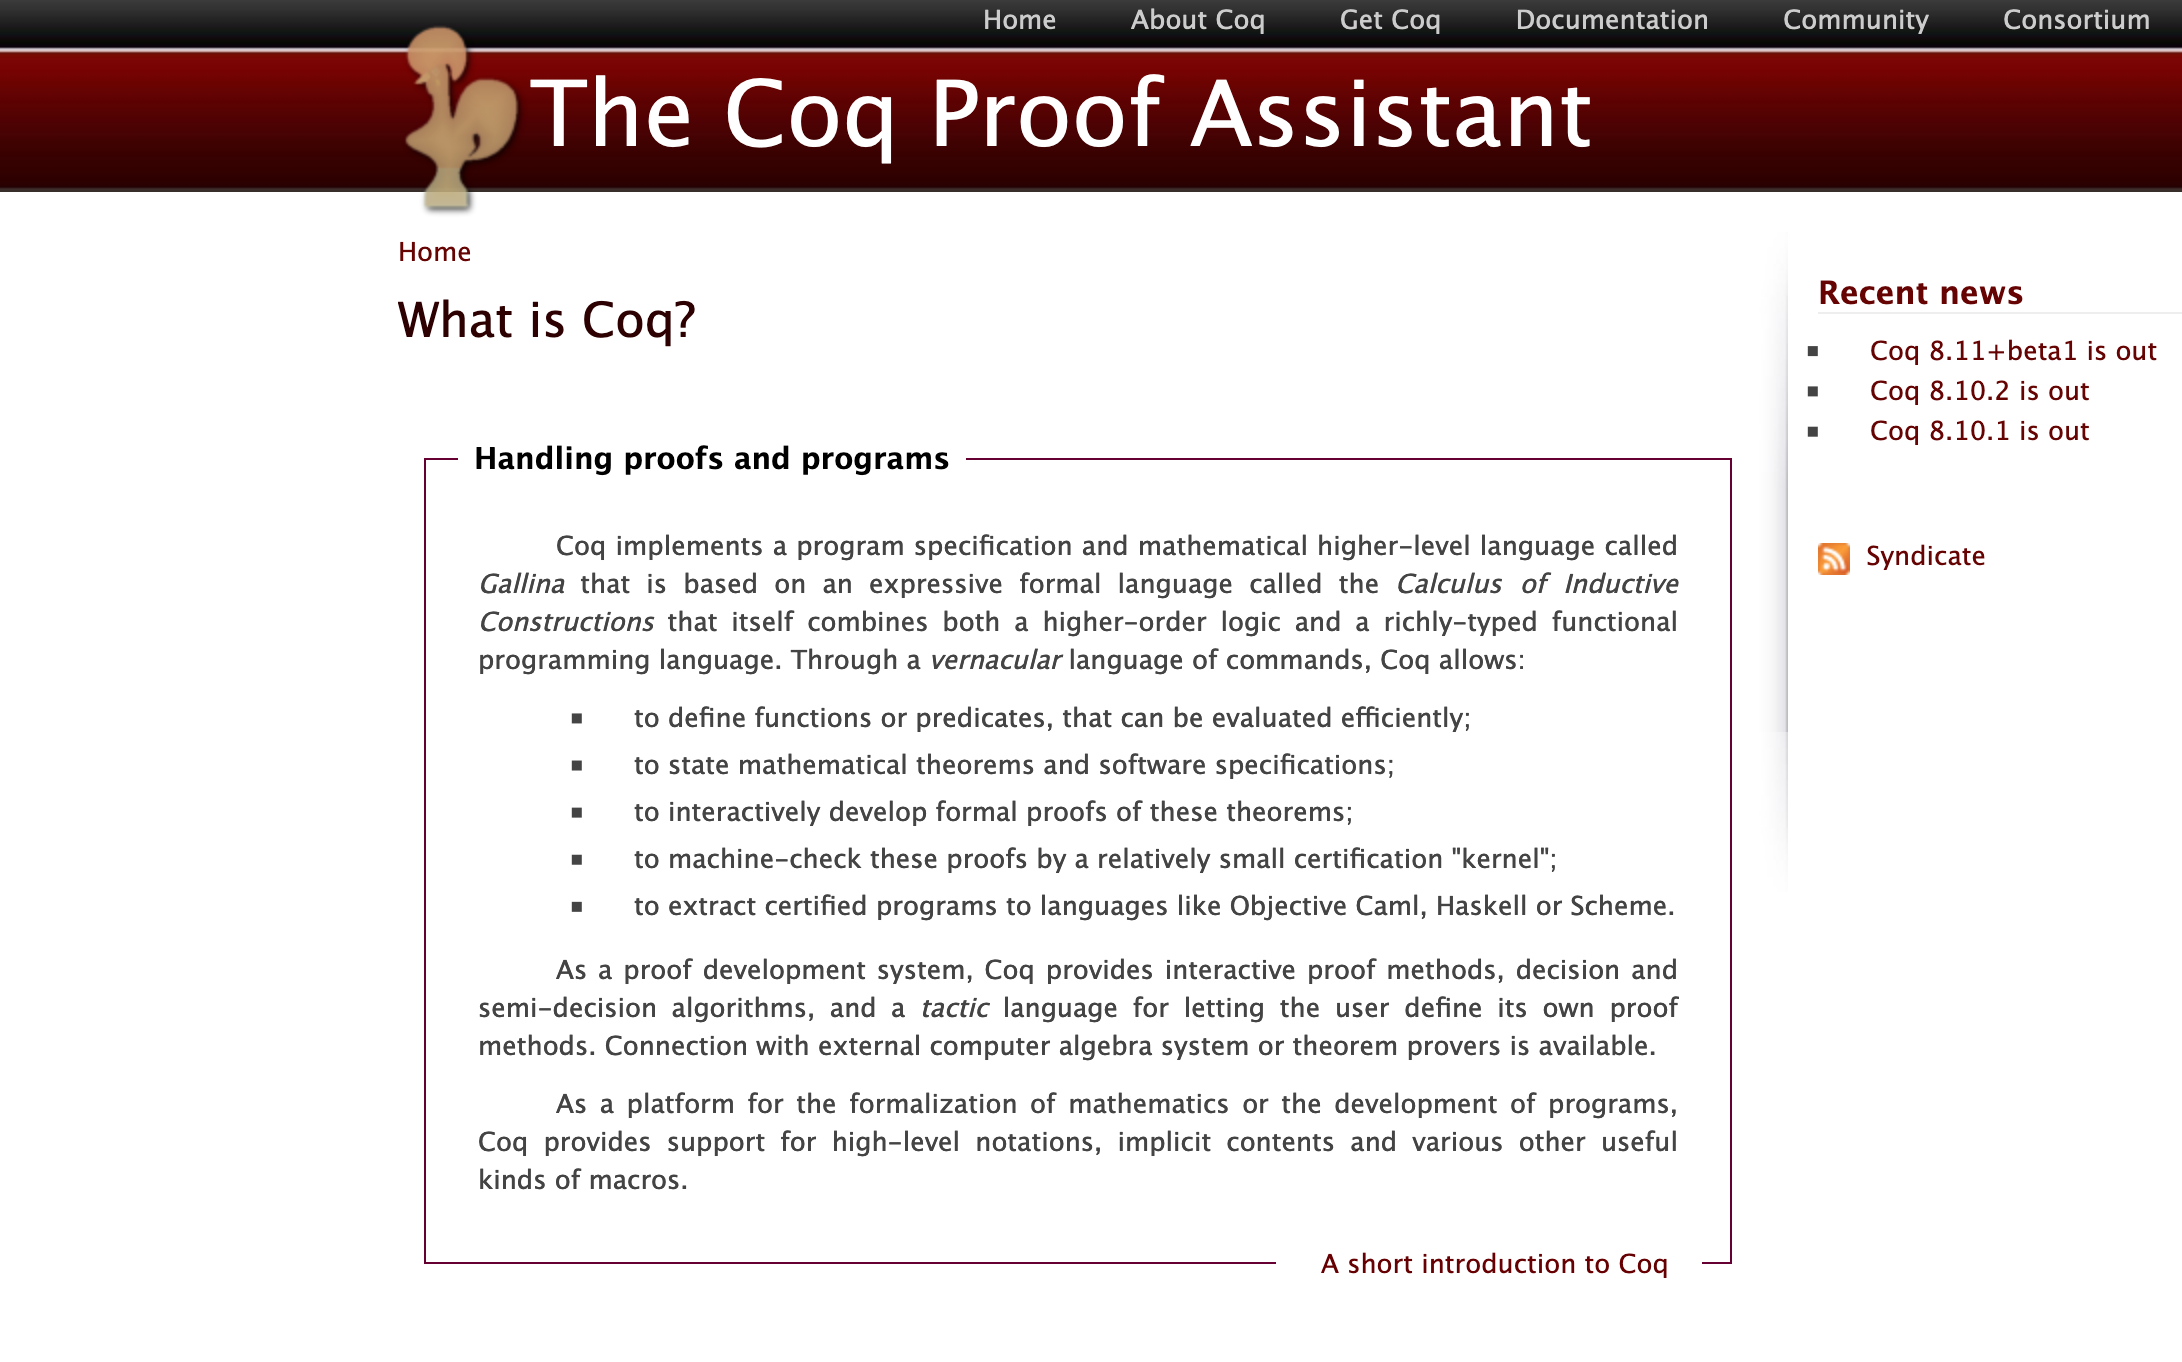 Home About Coq Get Coq Documentation Community Consortium
The Coq Proof Assistant
Home
What is Coq?
Handling proofs and programs
Coq implements a program specification and mathematical higher-level language called
Gallina that is based on an expressive formal language called the Calculus of Inductive
Constructions that itself combines both a higher-order logic and a richly-typed functional
programming language. Through a vernacular language of commands, Coq allows:
to define functions or predicates, that can be evaluated efficiently;
to state mathematical theorems and software specifications;
to interactively develop formal proofs of these theorems;
to machine-check these proofs by a relatively small certification "kernel";
to extract certified programs to languages like Objective Caml, Haskell or Scheme.
As a proof development system, Coq provides interactive proof methods, decision and
semi-decision algorithms, and a tactic language for letting the user define its own proof
methods. Connection with external computer algebra system or theorem provers is available.
As a platform for the formalization of mathematics or the development of programs,
Coq provides support for high-level notations, implicit contents and various other useful
kinds of macros.
A short introduction to Coq
Recent news
Coq 8.11+beta1 is out
Coq 8.10.2 is out
Coq 8.10.1 is out
Syndicate